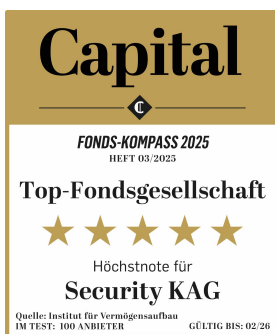 Capital
FONDS-KOMPASS 2025
HEFT 03/2025
Top-Fondsgesellschaft
Höchstnote für
Security KAG
Quelle: Institut für Vermögensaufbau
IM TEST: 100 ANBIETER GÜLTIG BIS: 02/26